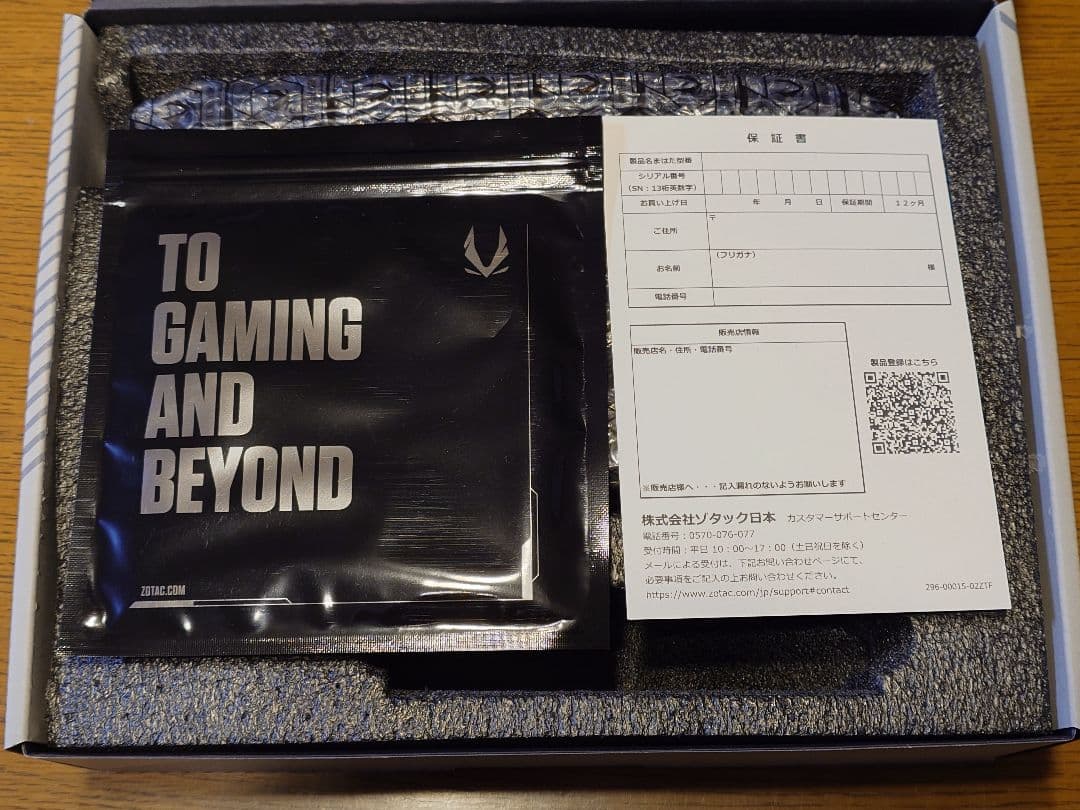 TO
GAMING
AND
BEYOND
ZOTAC.COM
保証書
製品名まはた型番
シリアル番号
(SN:13桁英数字)
お買い上げ日 年 月 日 保証期間 12ヶ月
ご住所 〒
お名前 (フリガナ) 様
電話番号
販売店情報
販売店名・住所・電話番号
※販売店様へ・・・記入漏れのないようお願いします
製品登録はこちら
株式会社ゾタック日本 カスタマーサポートセンター
電話番号:0570-076-077
受付時間:平日 10:00~17:00(土日祝日を除く)
メールによる受付は、下記お問い合わせページにて、
必要事項をご記入の上お問い合わせください。
https://www.zotac.com/jp/support#contact
296-00015-02ZTF